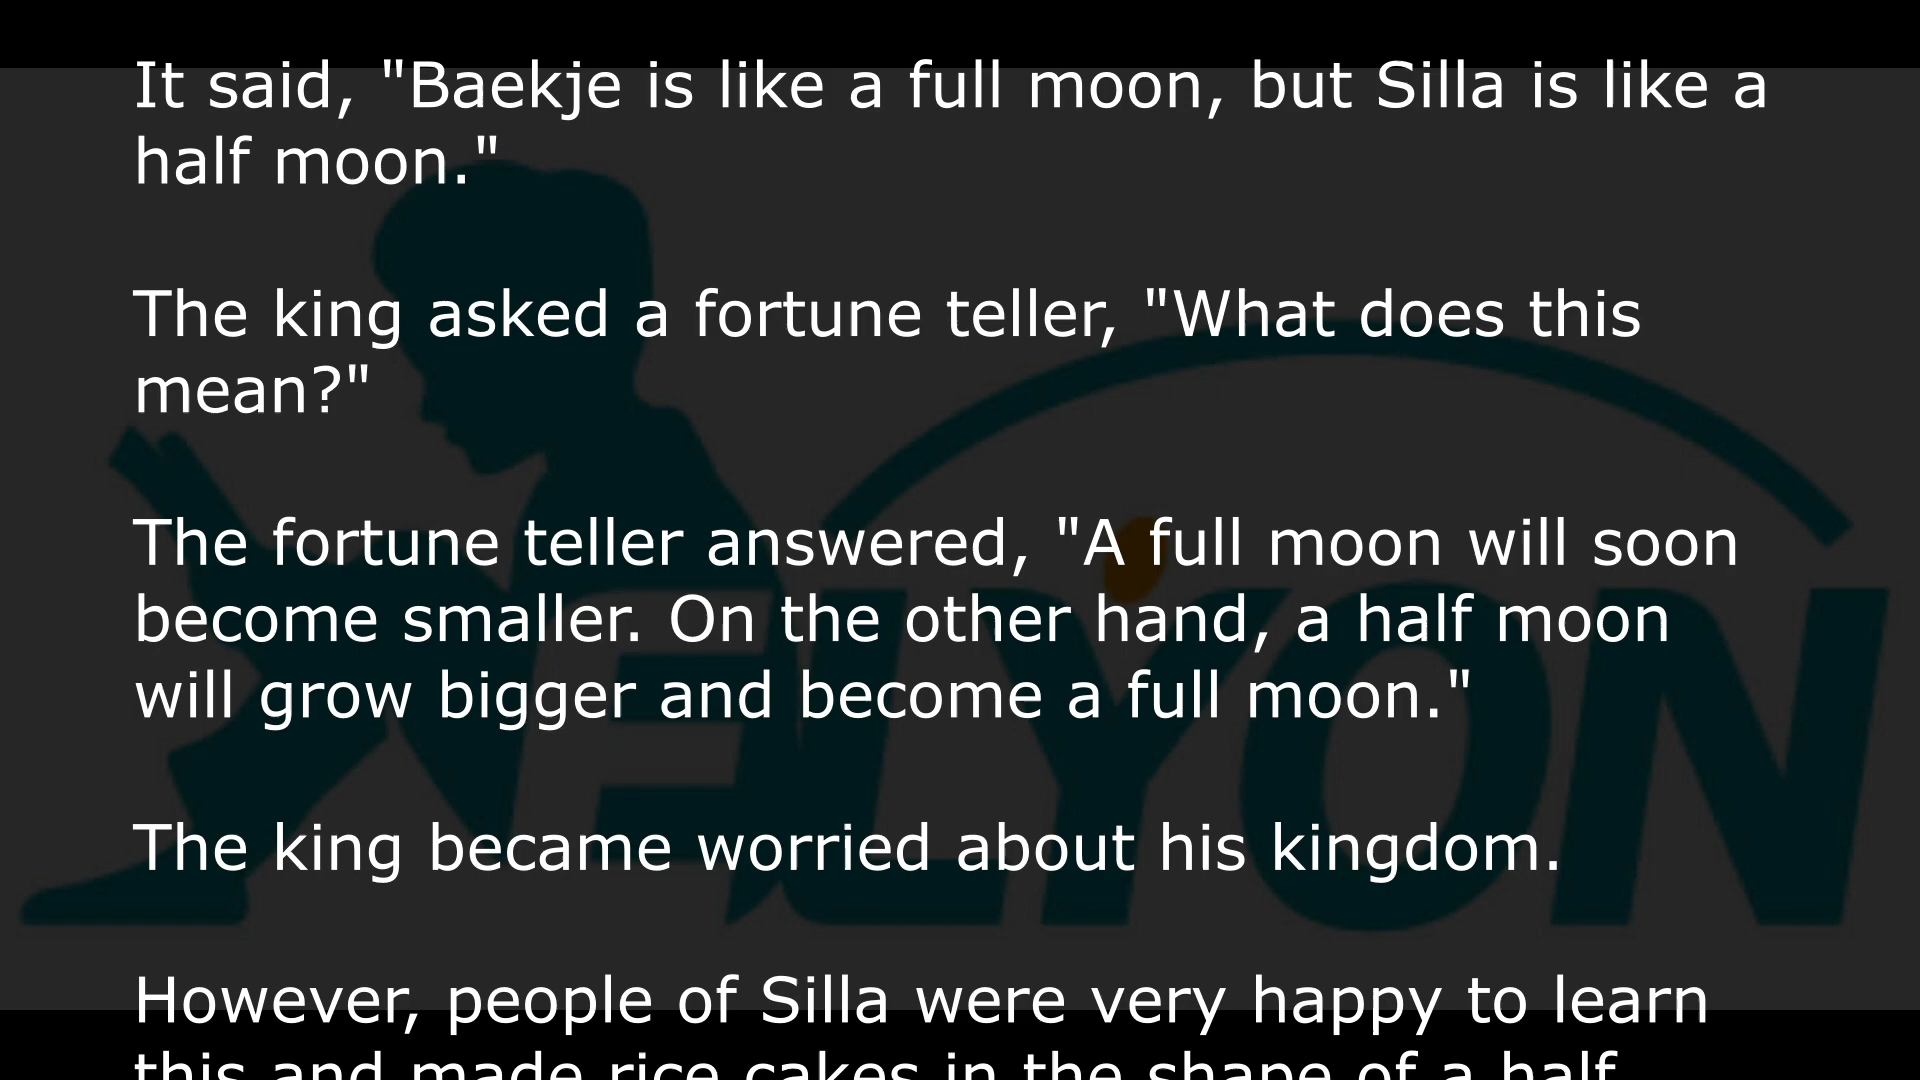 It said, "Baekje is like a full moon, but Silla is like a
half moon."
The king asked a fortune teller, "What does this
mean?"
The fortune teller answered, "A full moon will soon
become smaller. On the other hand, a half moon
will grow bigger and become a full moon."
The king became worried about his kingdom.
However, people of Silla were very happy to learn
this and made rice cakes in the shape of a half
ELYON